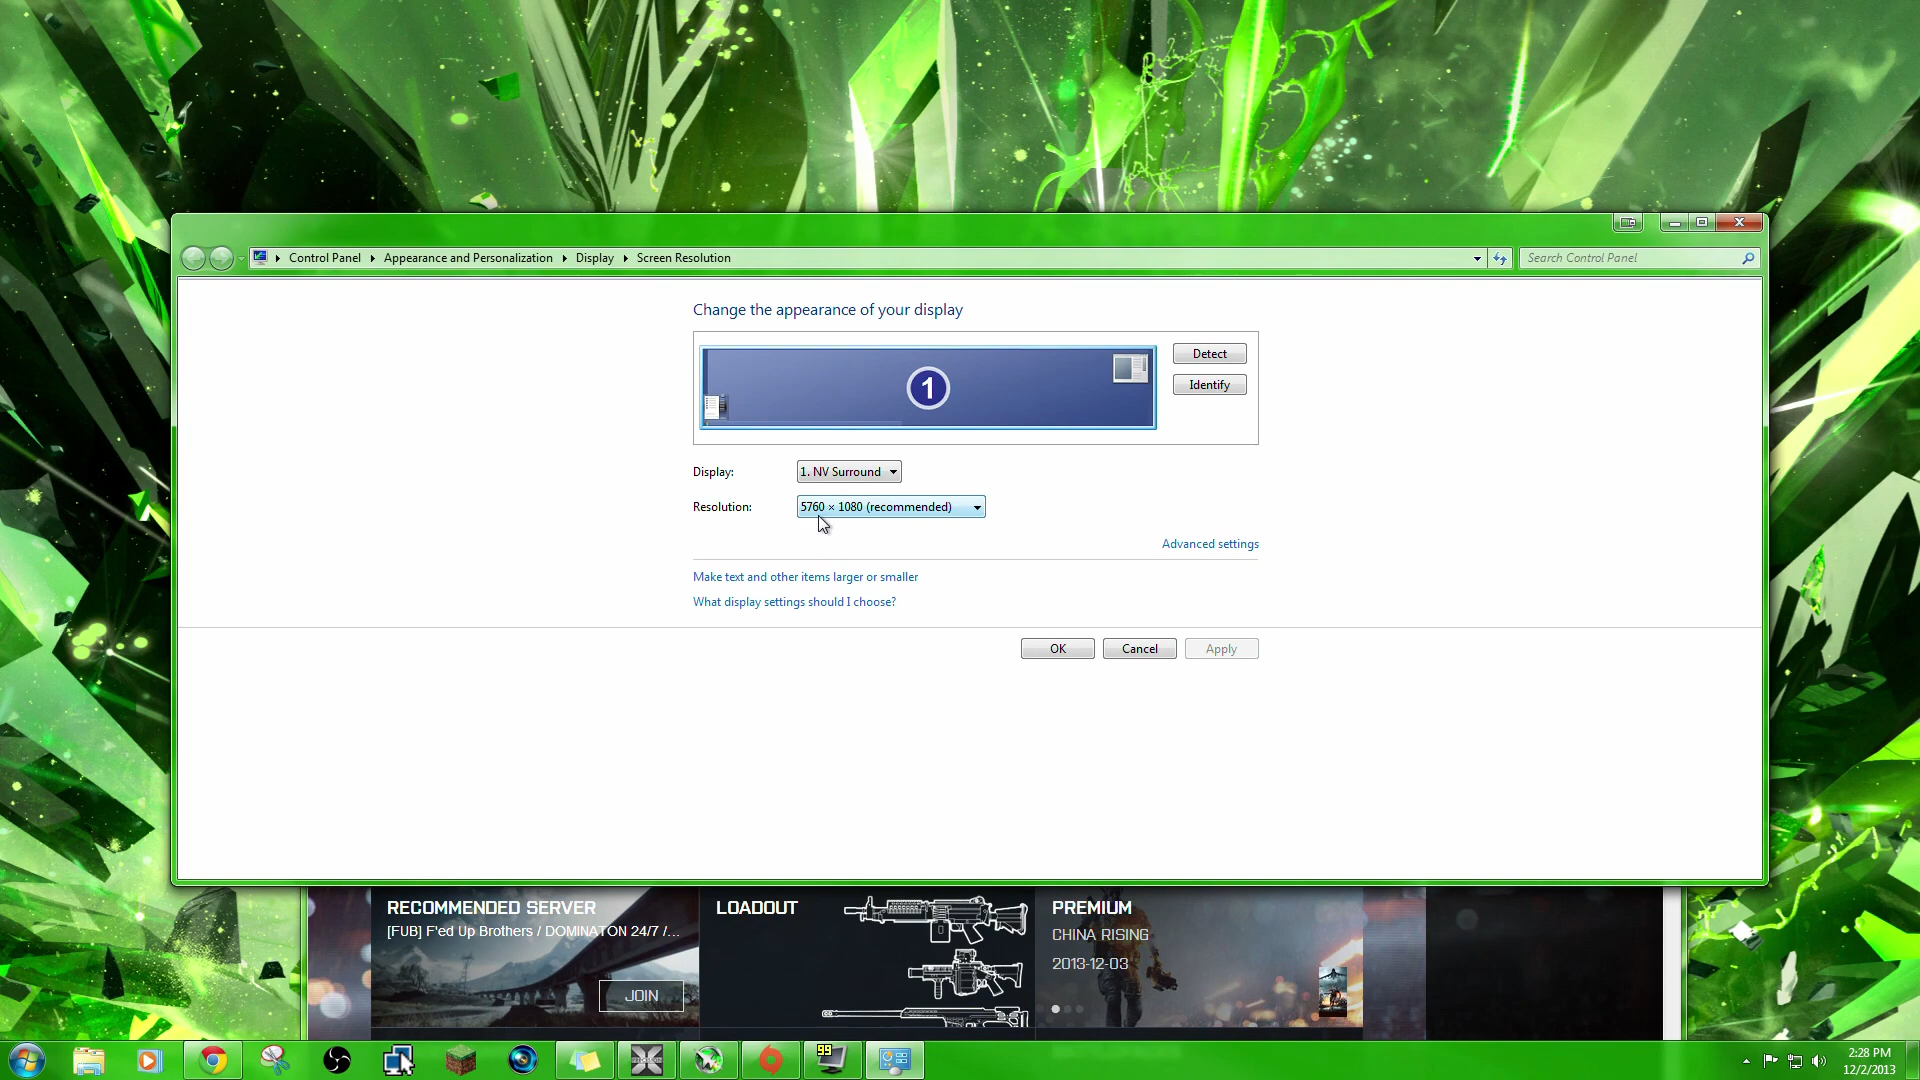 Control Panel Appearance and Personalization Display Screen Resolution
Search Control Panel
Change the appearance of your display
1
Detect
Identify
Display: 1. NV Surround
Resolution: 5760 × 1080 (recommended)
Advanced settings
Make text and other items larger or smaller
What display settings should I choose?
OK Cancel Apply
RECOMMENDED SERVER
[FUB] F'ed Up Brothers / DOMINATON 24/7 /...
JOIN
LOADOUT
PREMIUM
CHINA RISING
2013-12-03
PRECISION
99
2:28 PM
12/2/2013